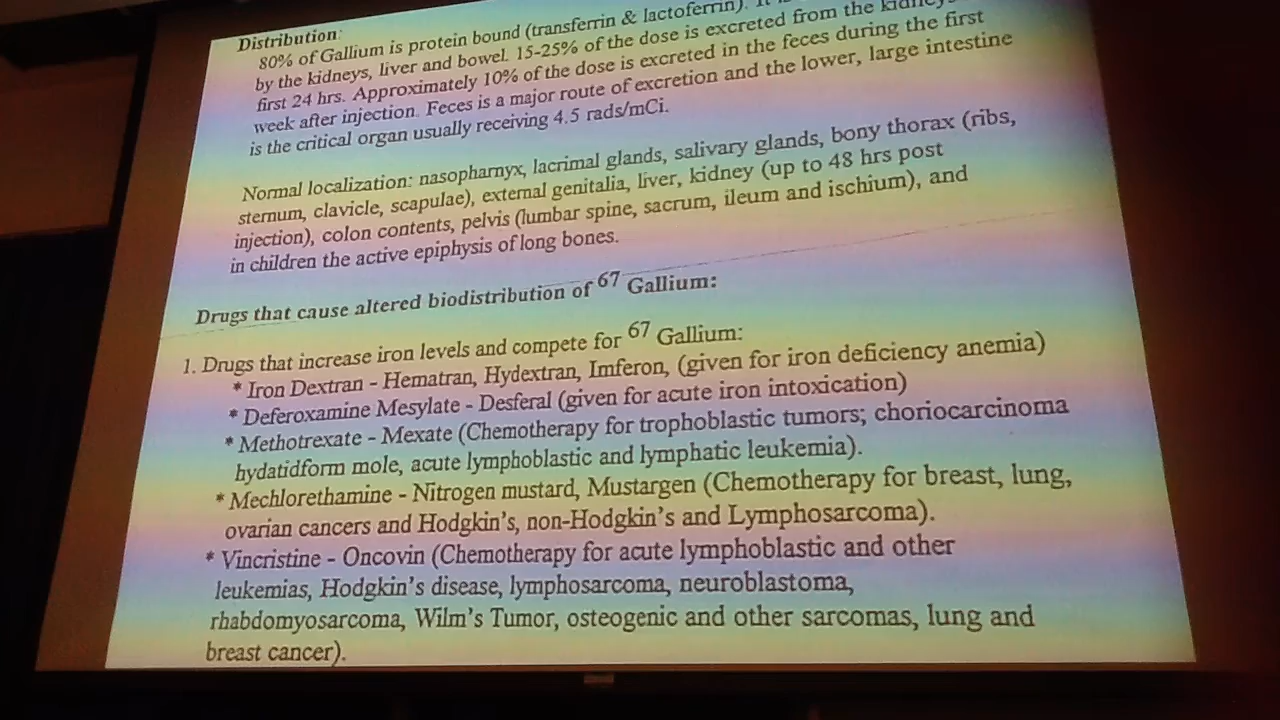 Distribution:
80% of Gallium is protein bound (transferrin & lactoferrin). It is
by the kidneys, liver and bowel. 15-25% of the dose is excreted from the kidneys
first 24 hrs. Approximately 10% of the dose is excreted in the feces during the first
week after injection. Feces is a major route of excretion and the lower, large intestine
is the critical organ usually receiving 4.5 rads/mCi.
Normal localization: nasopharnyx, lacrimal glands, salivary glands, bony thorax (ribs,
sternum, clavicle, scapulae), external genitalia, liver, kidney (up to 48 hrs post
injection), colon contents, pelvis (lumbar spine, sacrum, ileum and ischium), and
in children the active epiphysis of long bones.
Drugs that cause altered biodistribution of 67 Gallium:
1. Drugs that increase iron levels and compete for 67 Gallium:
* Iron Dextran - Hematran, Hydextran, Imferon, (given for iron deficiency anemia)
* Deferoxamine Mesylate - Desferal (given for acute iron intoxication)
* Methotrexate - Mexate (Chemotherapy for trophoblastic tumors; choriocarcinoma
hydatidform mole, acute lymphoblastic and lymphatic leukemia).
* Mechlorethamine - Nitrogen mustard, Mustargen (Chemotherapy for breast, lung,
ovarian cancers and Hodgkin's, non-Hodgkin's and Lymphosarcoma).
* Vincristine - Oncovin (Chemotherapy for acute lymphoblastic and other
leukemias, Hodgkin's disease, lymphosarcoma, neuroblastoma,
rhabdomyosarcoma, Wilm's Tumor, osteogenic and other sarcomas, lung and
breast cancer).